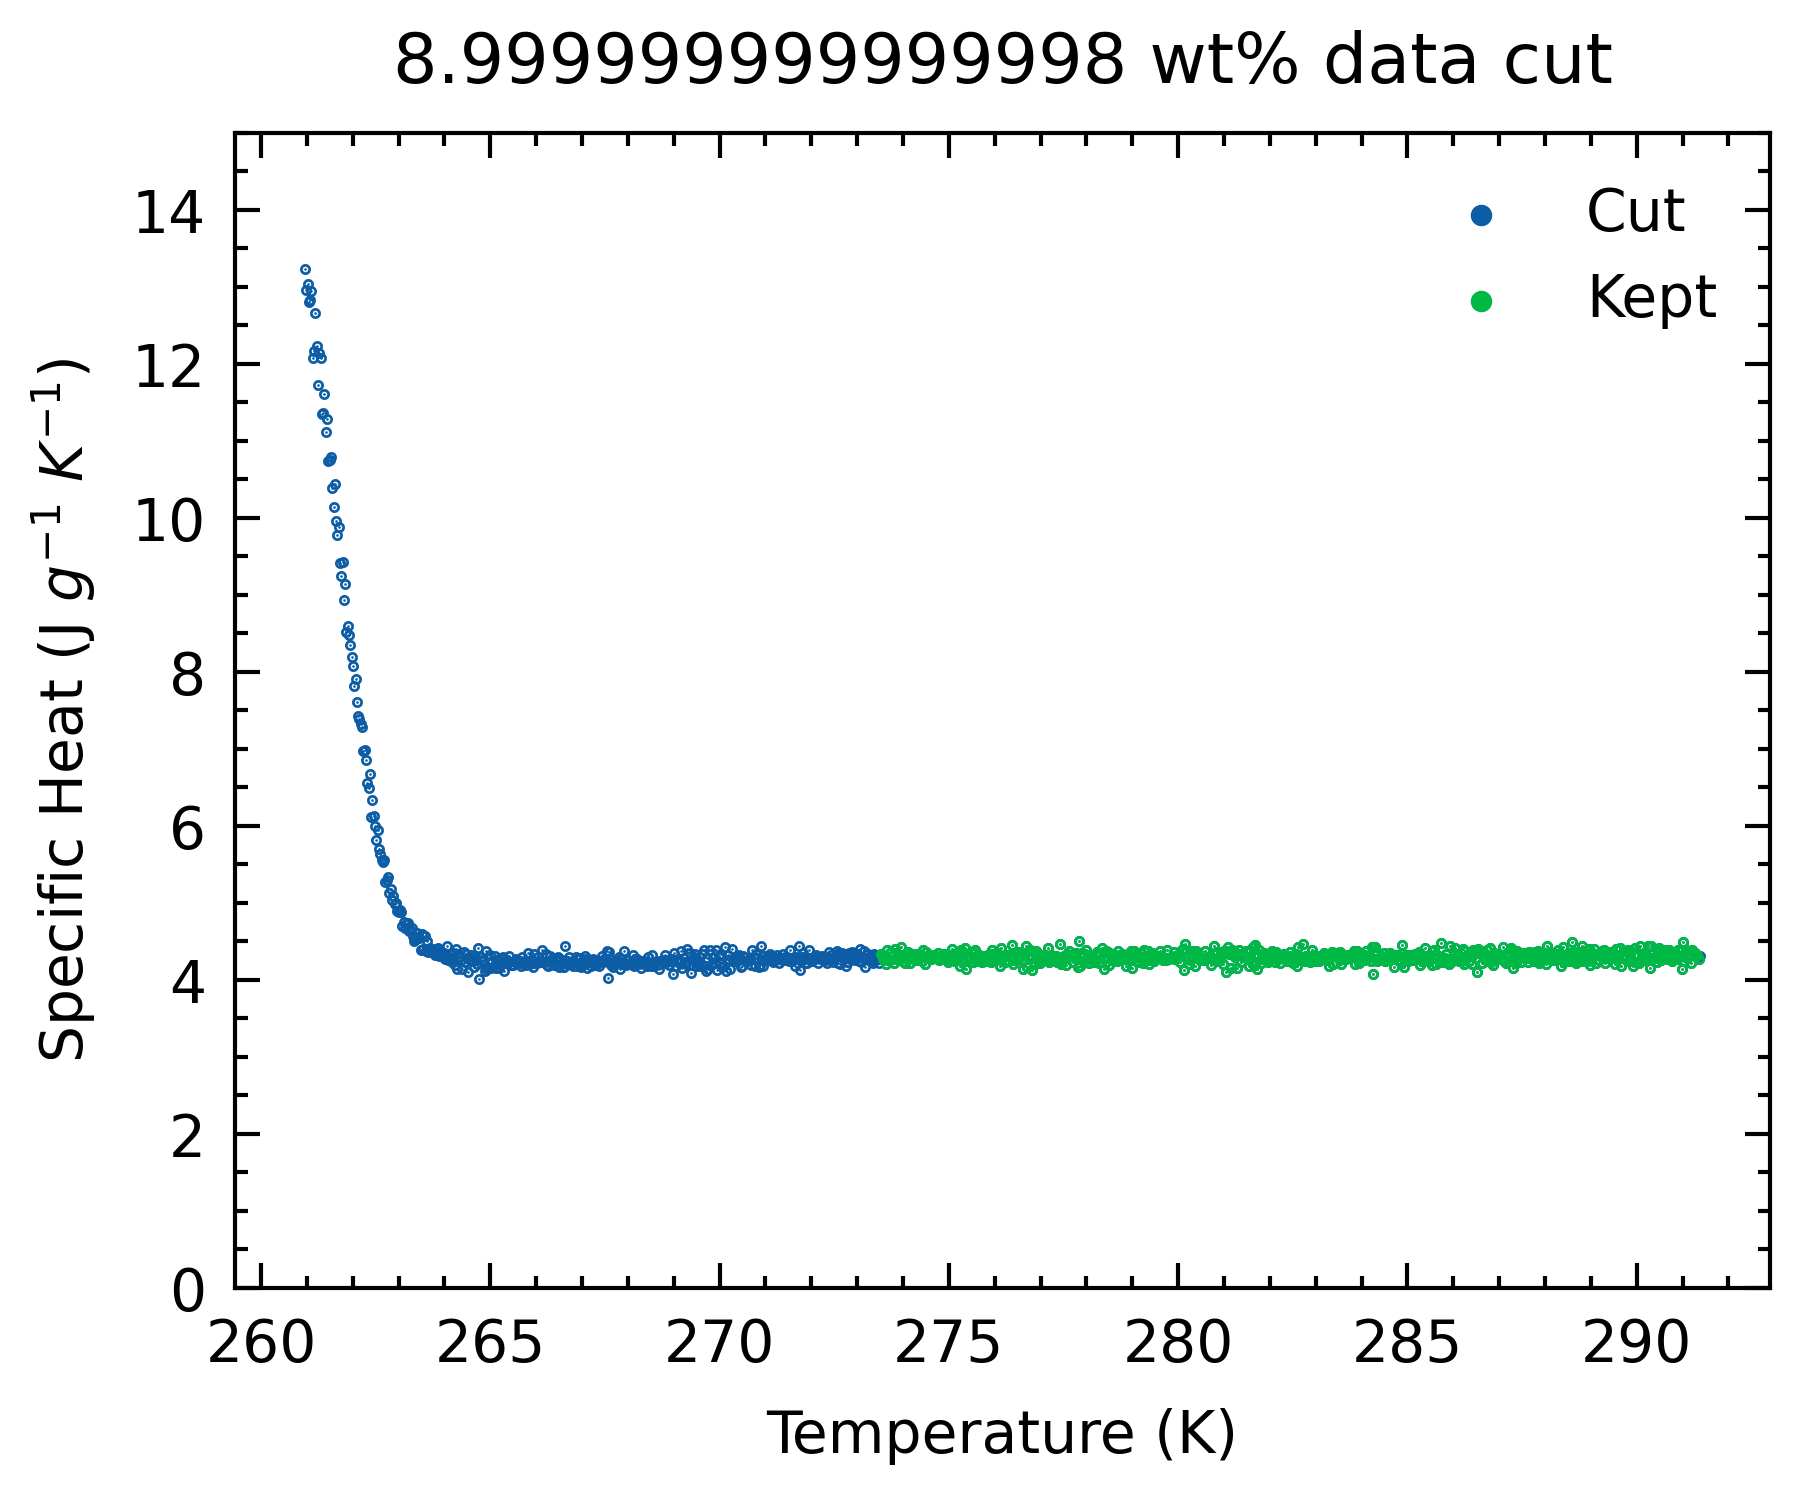 8.999999999999998 wt% data cut
Cut
Kept
14
12
10
8
6
4
2
0
Specific Heat (J g⁻¹ K⁻¹)
260 265 270 275 280 285 290
Temperature (K)